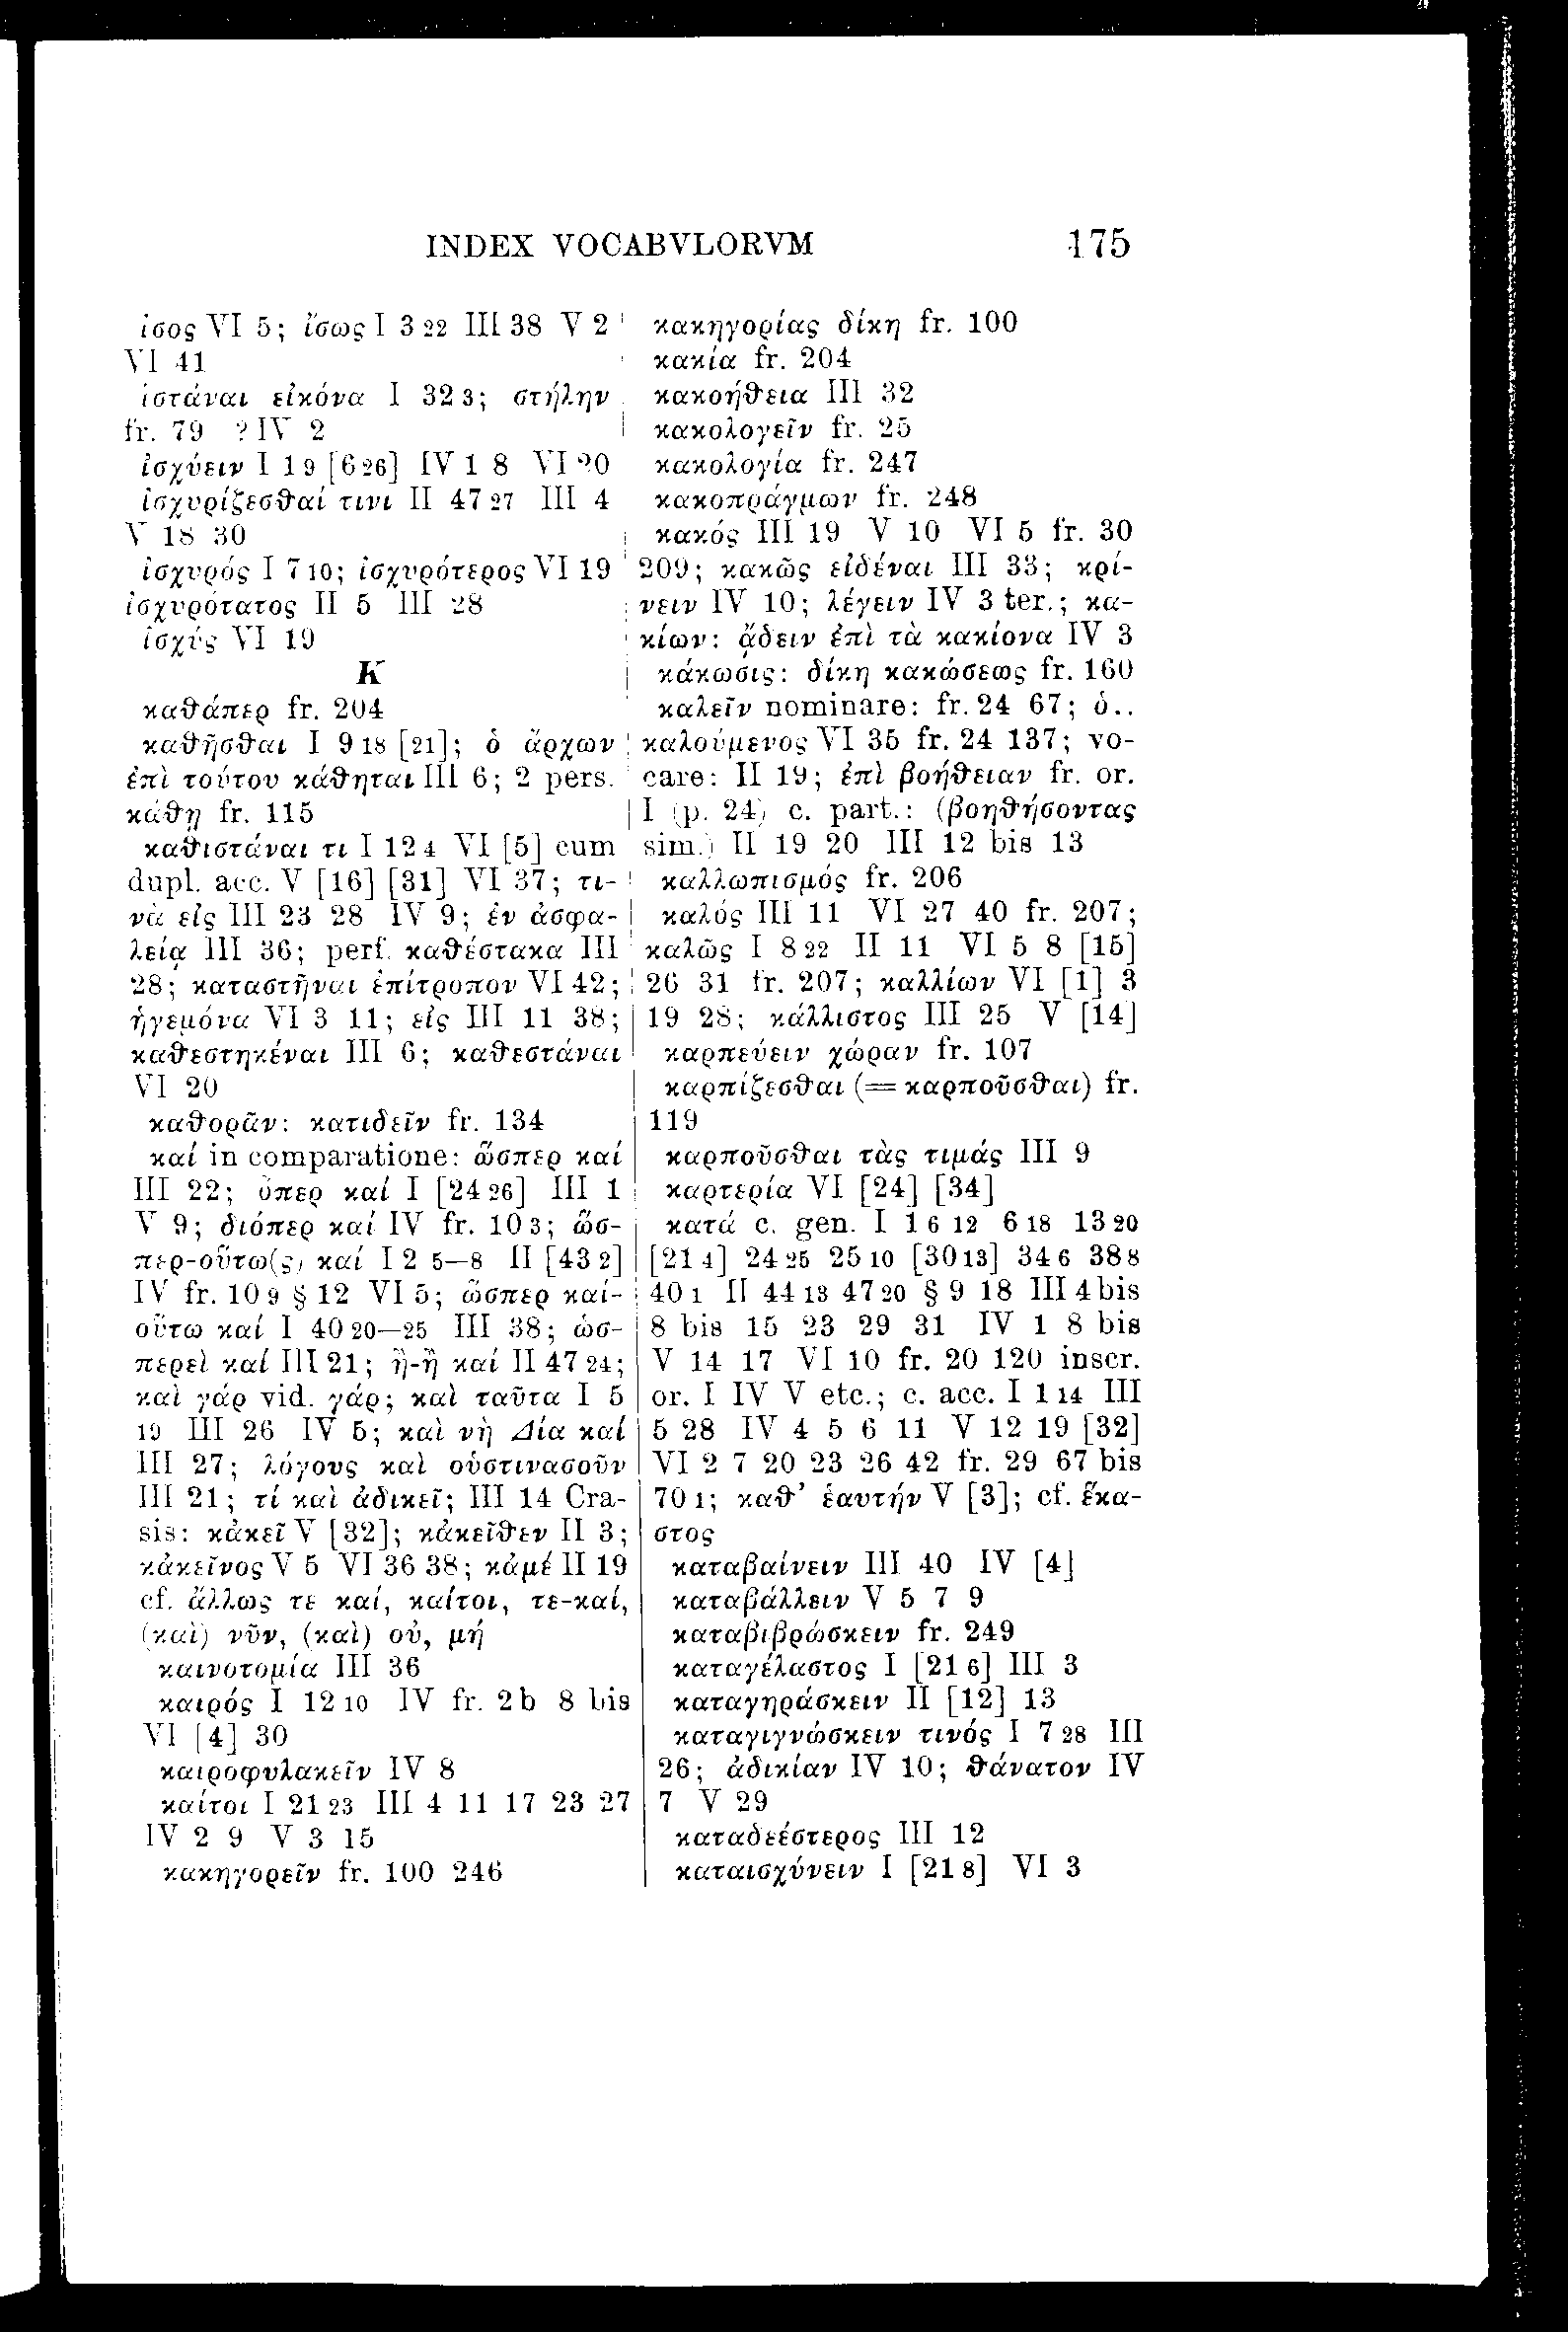 INDEX VOCABVLORVM 175
ἴσος VI 5; ἴσως I 3 22 III 38 V 2
VI 41
ἱστάναι εἰκόνα I 32 3; στήλην
fr. 79 ? IV 2
ἰσχύειν I 1 9 [6 26] IV 1 8 VI 20
ἰσχυρίζεσθαί τινι II 47 27 III 4
V 18 30
ἰσχυρός I 7 10; ἰσχυρότερος VI 19
ἰσχυρότατος II 5 III 28
ἰσχύς VI 19
K
καθάπερ fr. 204
καθῆσθαι I 9 18 [21]; ὁ ἄρχων
ἐπὶ τούτου κάθηται III 6; 2 pers.
κάθῃ fr. 115
καθιστάναι τι I 12 4 VI [5] cum
dupl. acc. V [16] [31] VI 37; τι-
νὰ εἰς III 23 28 IV 9; ἐν ἀσφα-
λείᾳ III 36; perf. καθέστακα III
28; καταστῆναι ἐπίτροπον VI 42;
ἡγεμόνα VI 3 11; εἰς III 11 38;
καθεστηκέναι III 6; καθεστάναι
VI 20
καθορᾶν: κατιδεῖν fr. 134
καί in comparatione: ὥσπερ καί
III 22; ὅπερ καί I [24 26] III 1
V 9; διόπερ καί IV fr. 10 3; ὥσ-
περ-οὕτω(ς) καί I 2 5—8 II [43 2]
IV fr. 10 9 § 12 VI 5; ὥσπερ καί-
οὕτω καί I 40 20—25 III 38; ὡσ-
περεὶ καί III 21; ἢ-ἢ καί II 47 24;
καὶ γάρ vid. γάρ; καὶ ταῦτα I 5
19 III 26 IV 5; καὶ νὴ Δία καί
III 27; λόγους καὶ οὑστινασοῦν
III 21; τί καὶ ἀδικεῖ; III 14 Cra-
sis: κἀκεῖ V [32]; κἀκεῖθεν II 3;
κἀκεῖνος V 5 VI 36 38; κἀμέ II 19
cf. ἄλλως τε καί, καίτοι, τε-καί,
(καὶ) νῦν, (καὶ) οὐ, μή
καινοτομία III 36
καιρός I 12 10 IV fr. 2 b 8 bis
VI [4] 30
καιροφυλακεῖν IV 8
καίτοι I 21 23 III 4 11 17 23 27
IV 2 9 V 3 15
κακηγορεῖν fr. 100 246
κακηγορίας δίκη fr. 100
κακία fr. 204
κακοήθεια III 32
κακολογεῖν fr. 25
κακολογία fr. 247
κακοπράγμων fr. 248
κακός III 19 V 10 VI 5 fr. 30
209; κακῶς εἰδέναι III 33; κρί-
νειν IV 10; λέγειν IV 3 ter.; κα-
κίων: ᾄδειν ἐπὶ τὰ κακίονα IV 3
κάκωσις: δίκη κακώσεως fr. 160
καλεῖν nominare: fr. 24 67; ὁ..
καλούμενος VI 35 fr. 24 137; vo-
care: II 19; ἐπὶ βοήθειαν fr. or.
I (p. 24) c. part.: (βοηθήσοντας
sim.) II 19 20 III 12 bis 13
καλλωπισμός fr. 206
καλός III 11 VI 27 40 fr. 207;
καλῶς I 8 22 II 11 VI 5 8 [15]
26 31 fr. 207; καλλίων VI [1] 3
19 28; κάλλιστος III 25 V [14]
καρπεύειν χώραν fr. 107
καρπίζεσθαι (= καρποῦσθαι) fr.
119
καρποῦσθαι τὰς τιμάς III 9
καρτερία VI [24] [34]
κατά c. gen. I 1 6 12 6 18 13 20
[21 4] 24 25 25 10 [30 13] 34 6 38 8
40 1 II 44 13 47 20 § 9 18 III 4 bis
8 bis 15 23 29 31 IV 1 8 bis
V 14 17 VI 10 fr. 20 120 inscr.
or. I IV V etc.; c. acc. I 1 14 III
5 28 IV 4 5 6 11 V 12 19 [32]
VI 2 7 20 23 26 42 fr. 29 67 bis
70 1; καθ’ ἑαυτήν V [3]; cf. ἕκα-
στος
καταβαίνειν III 40 IV [4]
καταβάλλειν V 5 7 9
καταβιβρώσκειν fr. 249
καταγέλαστος I [21 6] III 3
καταγηράσκειν II [12] 13
καταγιγνώσκειν τινός I 7 28 III
26; ἀδικίαν IV 10; θάνατον IV
7 V 29
καταδεέστερος III 12
καταισχύνειν I [21 8] VI 3